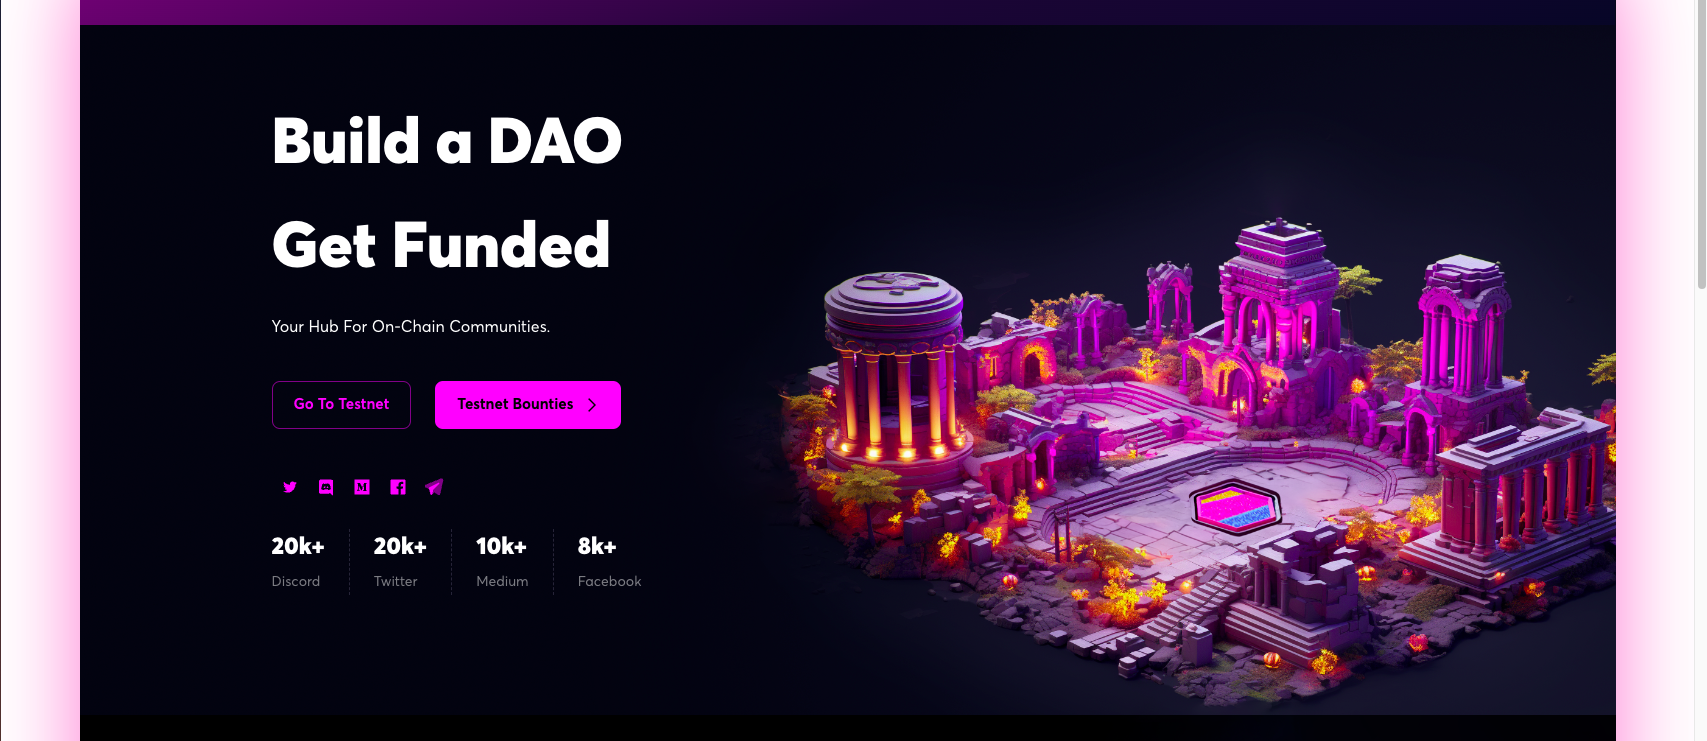 Build a DAO
Get Funded
Your Hub For On-Chain Communities.
Go To Testnet
Testnet Bounties
20k+
Discord
20k+
Twitter
10k+
Medium
8k+
Facebook